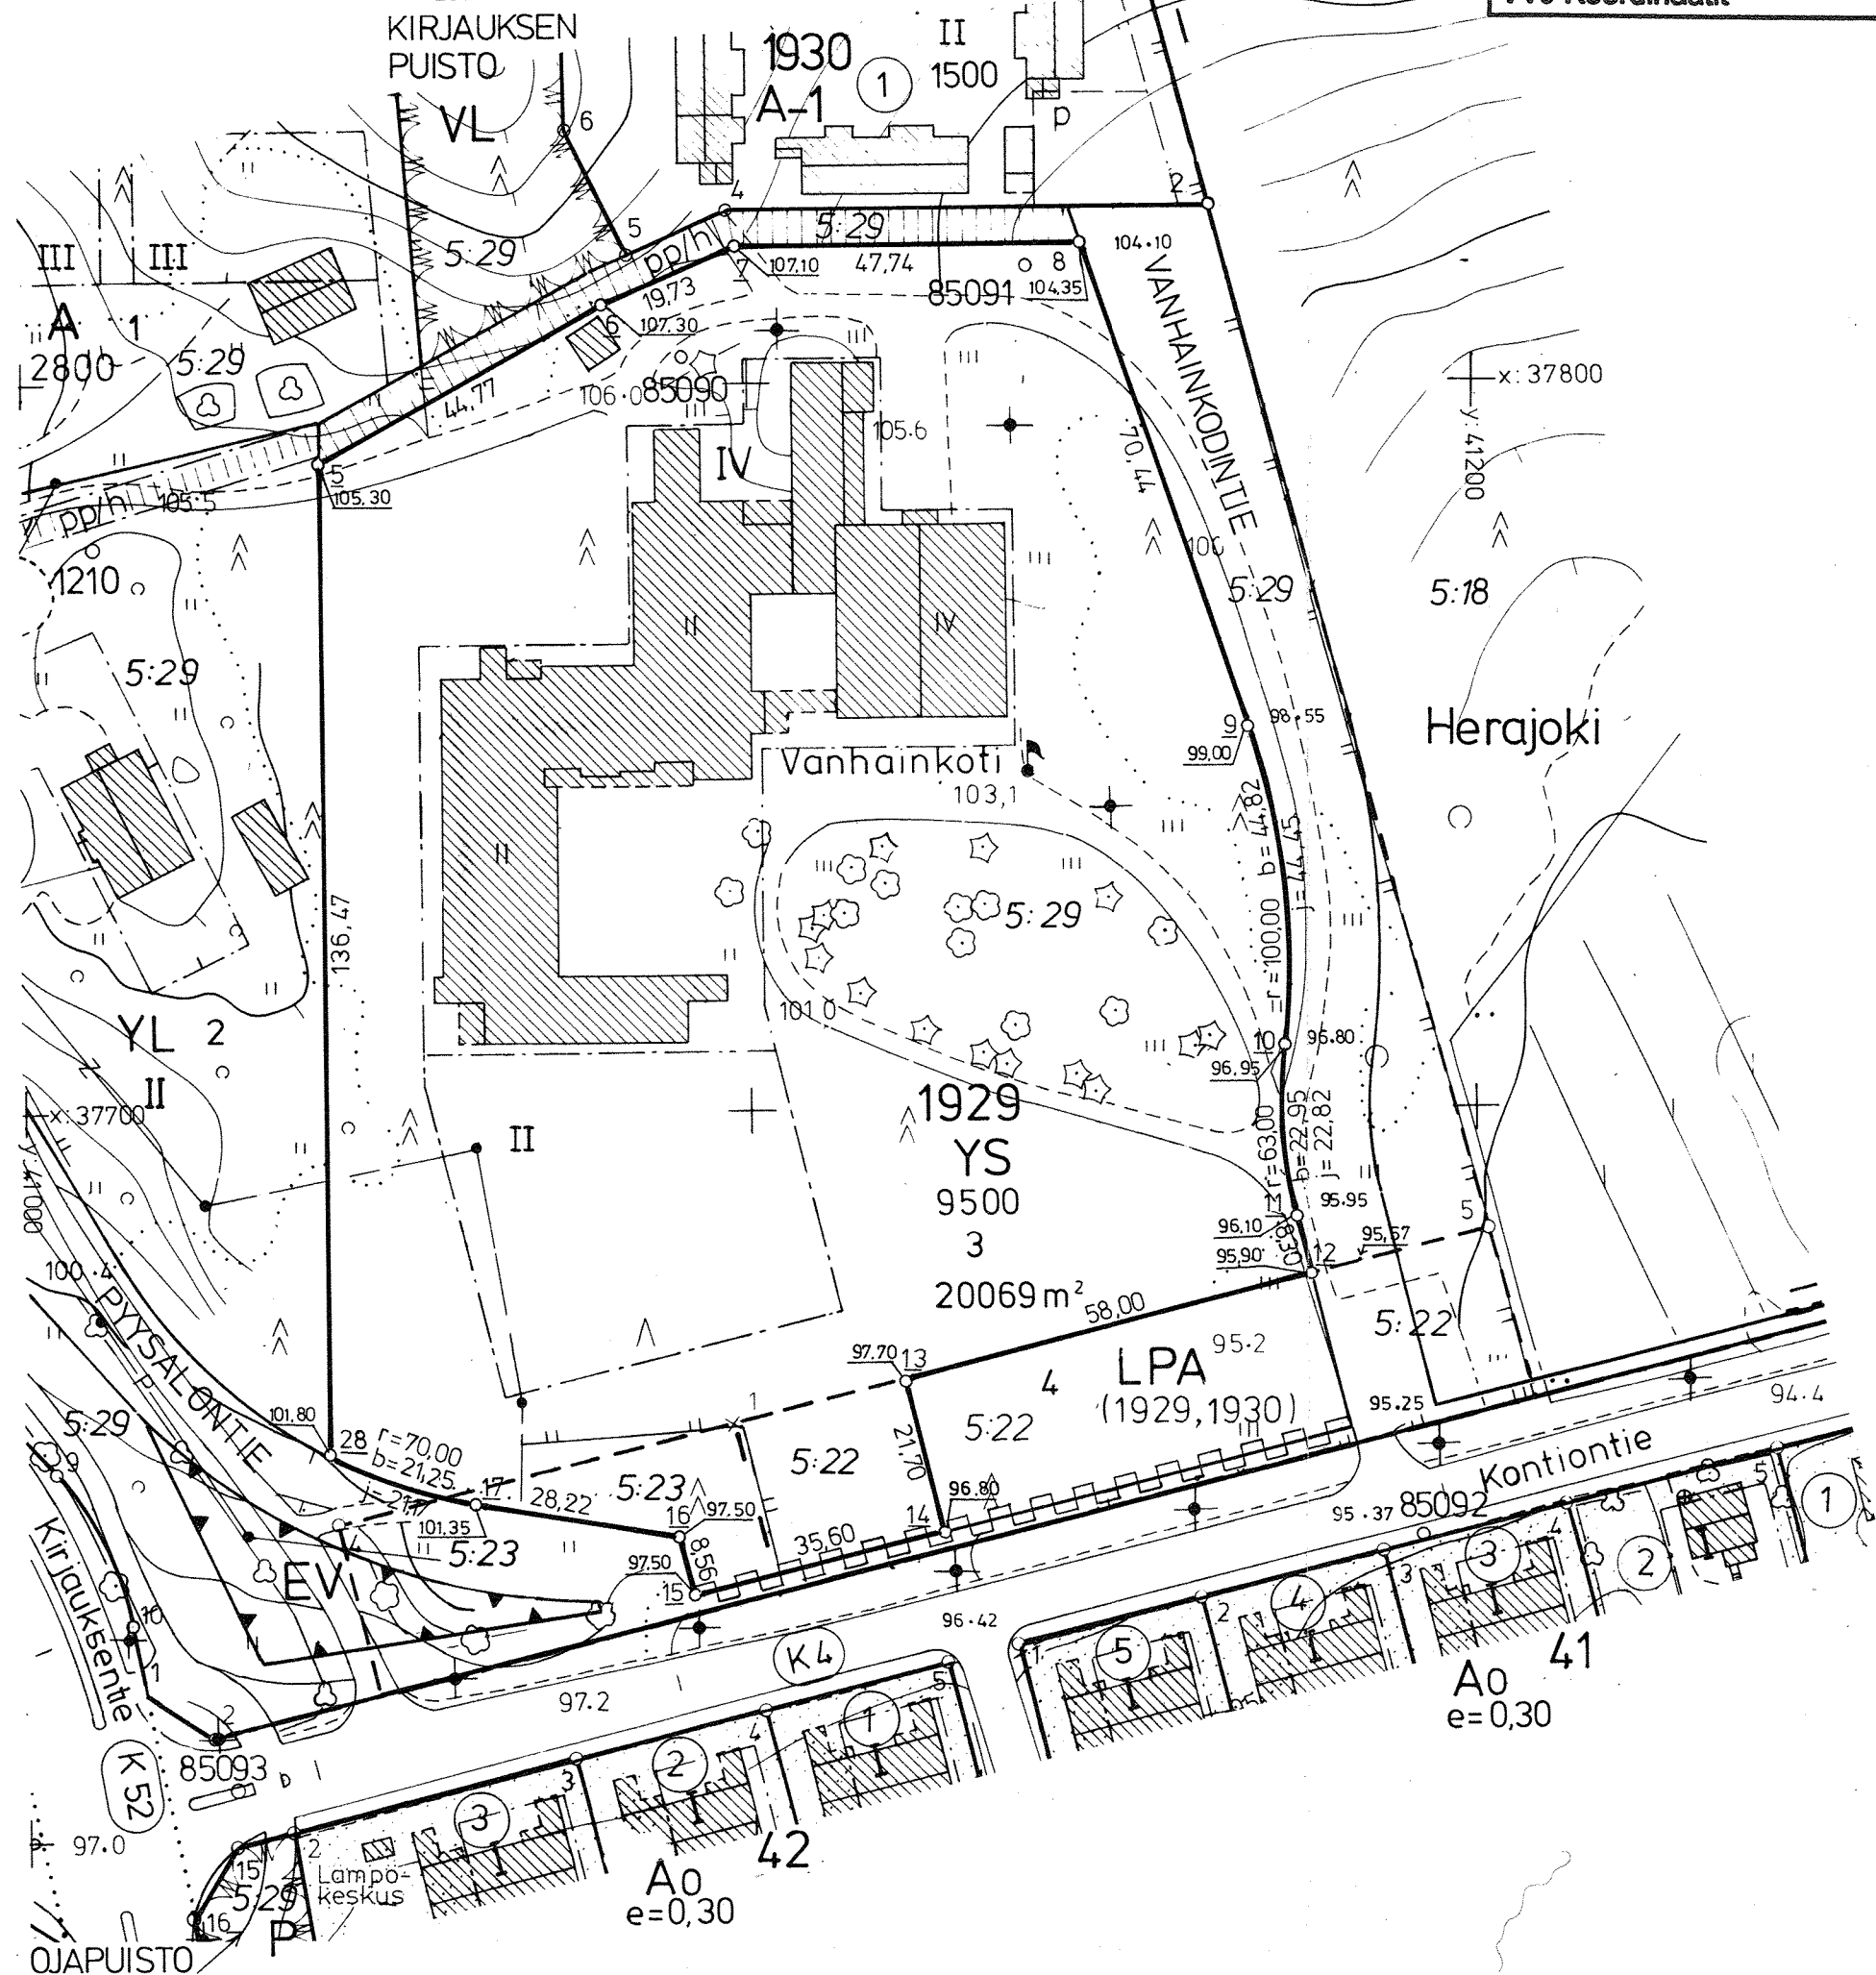 KIRJAUKSEN
PUISTO
VL
6
1930
A-1
1
II
1500
p
2
4
5
5:29
pp/h
5:29
III
III
A
1
2800
5:29
7
107,10
47,74
8
104.10
104,35
85091
19,73
6
107.30
44,77
106.0
85090
IV
105.6
VANHAINKODINTIE
70,44
x: 37800
y: 41200
5
105,30
pp/h
105.5
1210
5:29
II
IV
5:29
5:18
Herajoki
9
98.55
99,00
Vanhainkoti
103,1
II
b=44,82
j=44,45
r=100,00
5:29
136,47
101.0
10
96.80
96,95
YL 2
II
x: 37700
y: 41000
II
1929
YS
9500
3
20069 m²
r=63,00
b=22,95
j=22,82
95.95
96,10
8,30
95,90
12
95,67
5
58,00
100.4
PYYSALONTIE
5:29
97.70
13
4
LPA
95.2
(1929,1930)
5:22
5:22
5:22
21,70
95.25
94.4
Kontiontie
101,80
28
r=70,00
b=21,25
17
28,22
101.35
5:23
5:23
16
97.50
8,56
97.50
15
35,60
14
96.80
1
EV
9
10
1
2
Kirjauksentie
K 52
85093
97.2
K4
96.42
95.37
85092
5
4
3
2
1
1
2
3
4
5
I
I
I
I
41
Ao
e=0,30
5
4
3
2
1
2
3
I
I
I
42
Ao
e=0,30
Lämpö-
keskus
97.0
15
5:29
16
P
OJAPUISTO